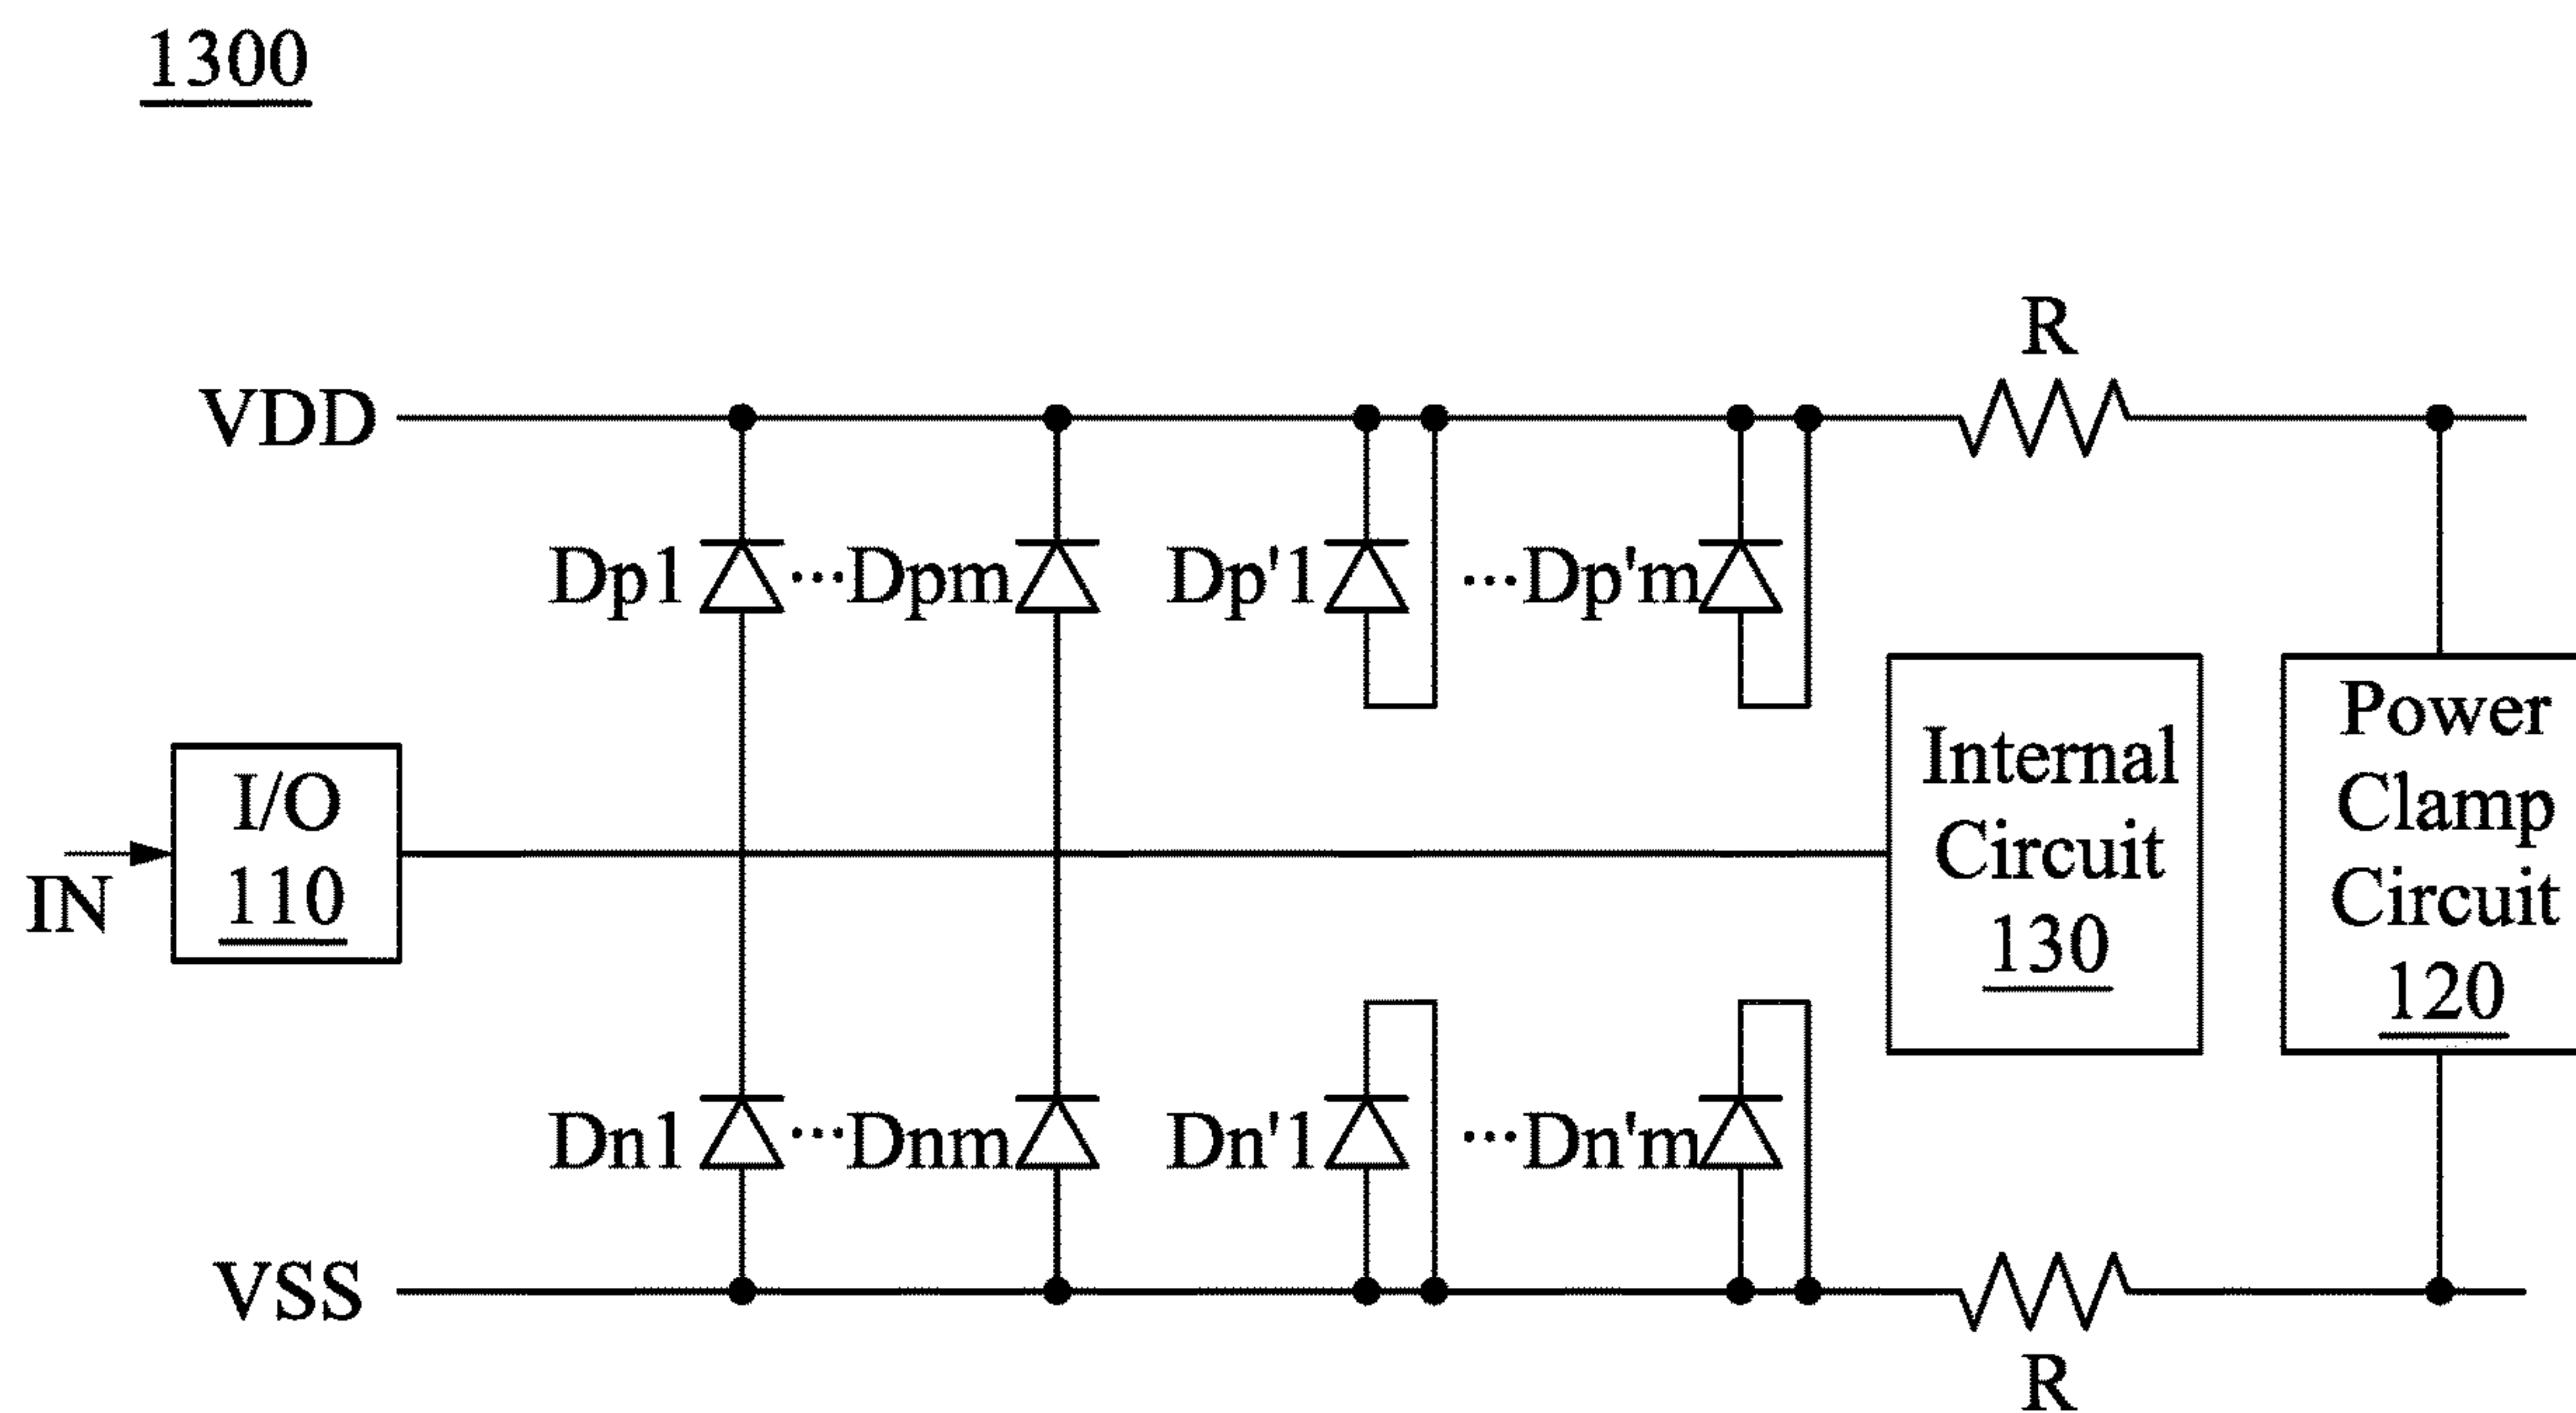 1300
R
VDD
Dp1 ···Dpm Dp'1 ···Dp'm
I/O
110
IN
Internal
Circuit
130
Power
Clamp
Circuit
120
Dn1 ···Dnm Dn'1 ···Dn'm
VSS
R